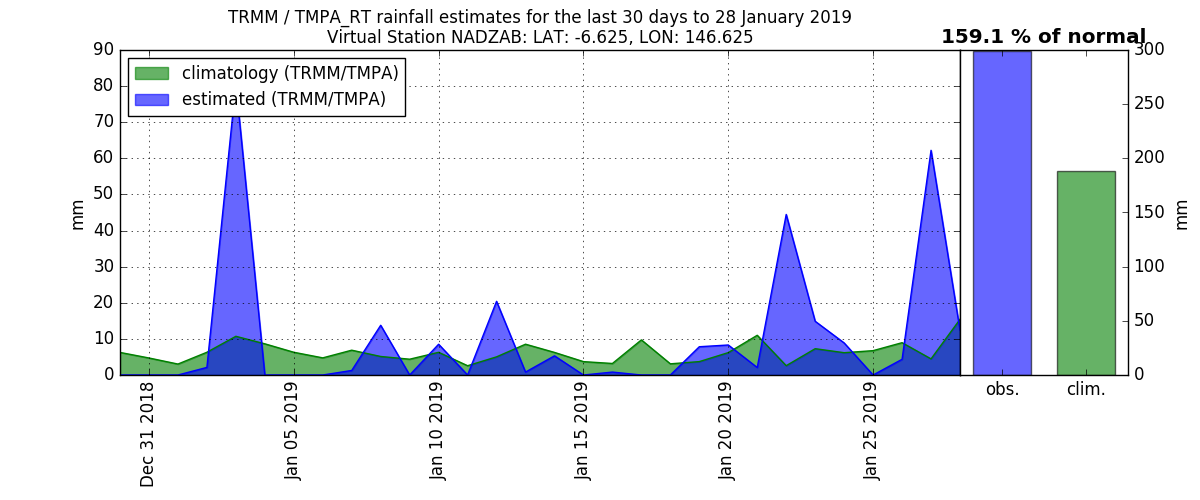 TRMM / TMPA_RT rainfall estimates for the last 30 days to 28 January 2019
Virtual Station NADZAB: LAT: -6.625, LON: 146.625
159.1 % of normal
climatology (TRMM/TMPA)
estimated (TRMM/TMPA)
mm
90
80
70
60
50
40
30
20
10
0
Dec 31 2018
Jan 05 2019
Jan 10 2019
Jan 15 2019
Jan 20 2019
Jan 25 2019
obs.
clim.
300
250
200
150
100
50
0
mm